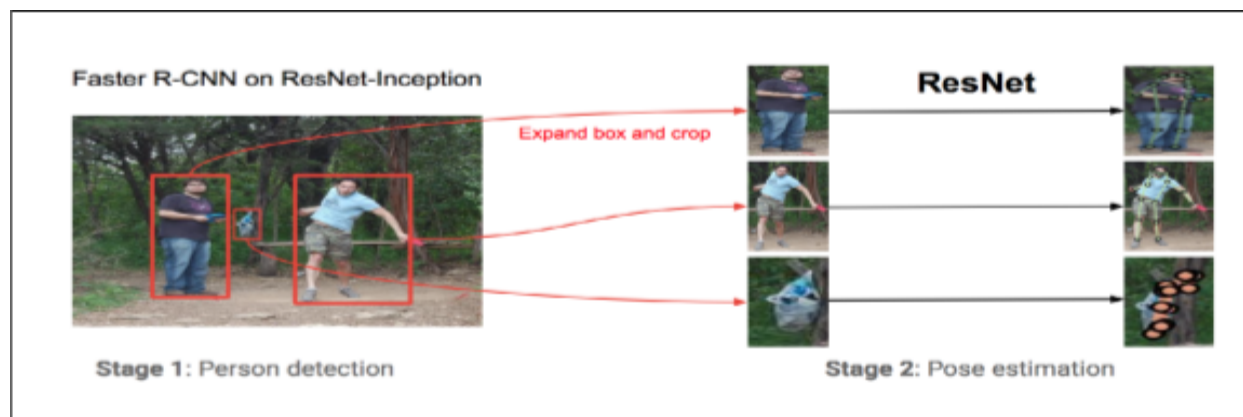 Faster R-CNN on ResNet-Inception
ResNet
Expand box and crop
Stage 1: Person detection
Stage 2: Pose estimation